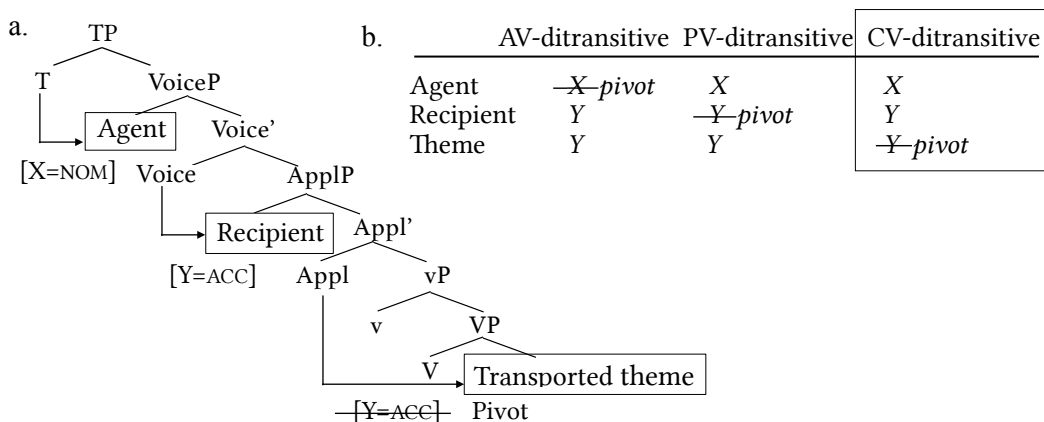 a.
TP
T VoiceP
Agent Voice’
[X=NOM] Voice ApplP
Recipient Appl’
[Y=ACC] Appl vP
v VP
V Transported theme
[Y=ACC] Pivot
b.
AV-ditransitive PV-ditransitive CV-ditransitive
Agent X pivot X X
Recipient Y Y pivot Y
Theme Y Y Y pivot